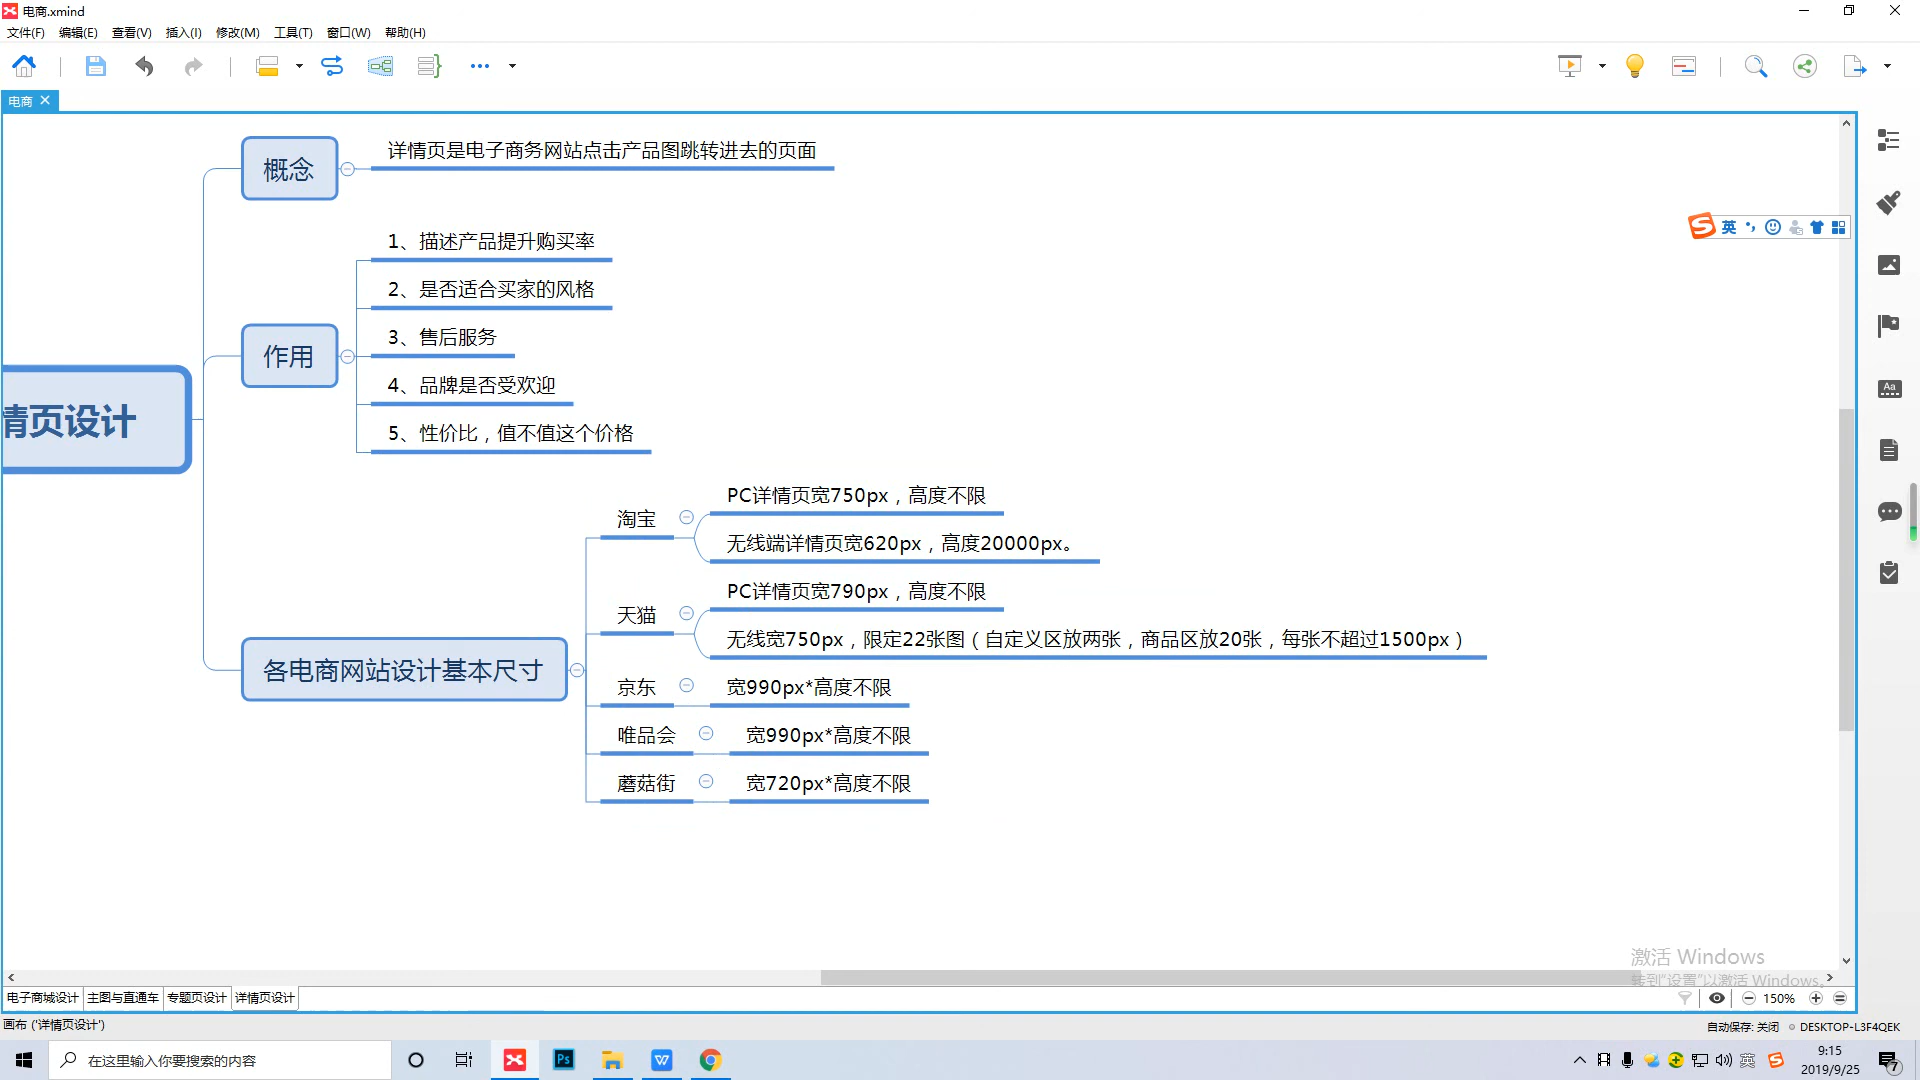 电商.xmind
文件(F) 编辑(E) 查看(V) 插入(I) 修改(M) 工具(T) 窗口(W) 帮助(H)
电商
概念
详情页是电子商务网站点击产品图跳转进去的页面
英
作用
1、描述产品提升购买率
2、是否适合买家的风格
3、售后服务
4、品牌是否受欢迎
5、性价比，值不值这个价格
情页设计
各电商网站设计基本尺寸
淘宝
PC详情页宽750px，高度不限
无线端详情页宽620px，高度20000px。
天猫
PC详情页宽790px，高度不限
无线宽750px，限定22张图（自定义区放两张，商品区放20张，每张不超过1500px）
京东
宽990px*高度不限
唯品会
宽990px*高度不限
蘑菇街
宽720px*高度不限
激活 Windows
转到"设置"以激活 Windows。
电子商城设计 主图与直通车 专题页设计 详情页设计
150%
画布 ('详情页设计')
自动保存: 关闭 DESKTOP-L3F4QEK
在这里输入你要搜索的内容
Ps
英
9:15
2019/9/25
7